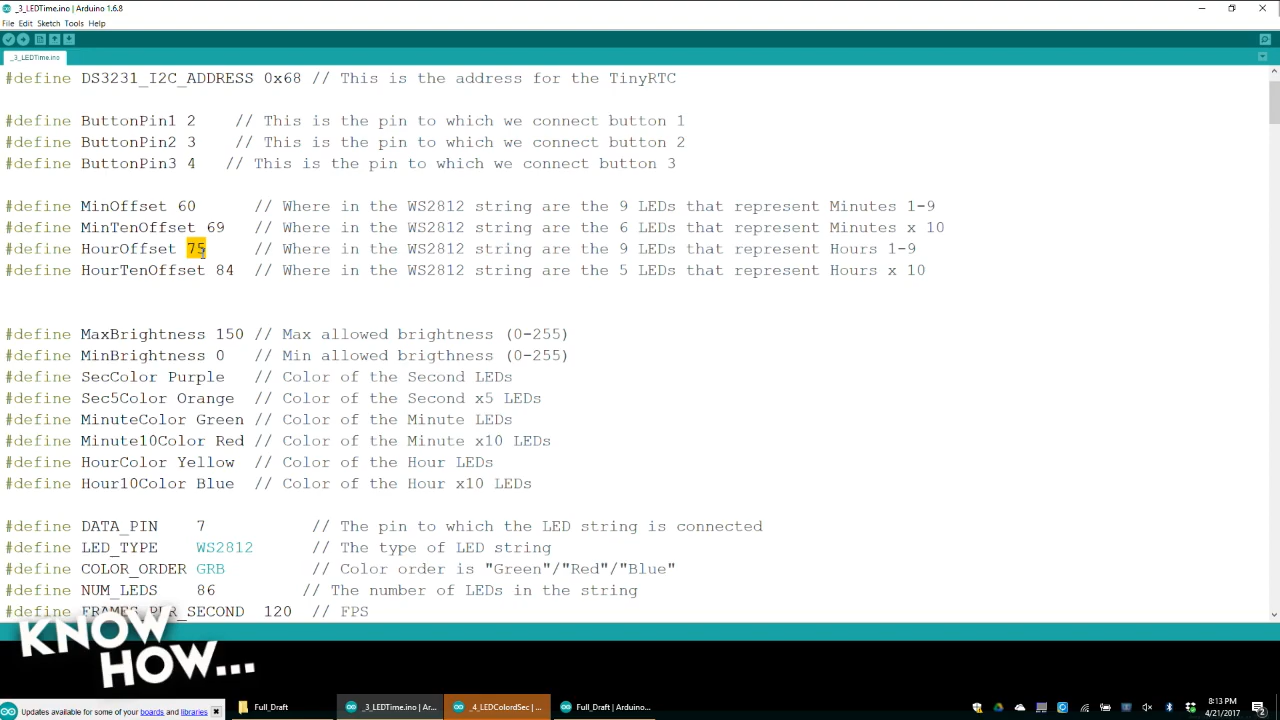 _3_LEDTime.ino | Arduino 1.6.8
File Edit Sketch Tools Help
_3_LEDTime.ino
#define DS3231_I2C_ADDRESS 0x68 // This is the address for the TinyRTC
#define ButtonPin1 2 // This is the pin to which we connect button 1
#define ButtonPin2 3 // This is the pin to which we connect button 2
#define ButtonPin3 4 // This is the pin to which we connect button 3
#define MinOffset 60 // Where in the WS2812 string are the 9 LEDs that represent Minutes 1-9
#define MinTenOffset 69 // Where in the WS2812 string are the 6 LEDs that represent Minutes x 10
#define HourOffset 75 // Where in the WS2812 string are the 9 LEDs that represent Hours 1-9
#define HourTenOffset 84 // Where in the WS2812 string are the 5 LEDs that represent Hours x 10
#define MaxBrightness 150 // Max allowed brightness (0-255)
#define MinBrightness 0 // Min allowed brigthness (0-255)
#define SecColor Purple // Color of the Second LEDs
#define Sec5Color Orange // Color of the Second x5 LEDs
#define MinuteColor Green // Color of the Minute LEDs
#define Minute10Color Red // Color of the Minute x10 LEDs
#define HourColor Yellow // Color of the Hour LEDs
#define Hour10Color Blue // Color of the Hour x10 LEDs
#define DATA_PIN 7 // The pin to which the LED string is connected
#define LED_TYPE WS2812 // The type of LED string
#define COLOR_ORDER GRB // Color order is "Green"/"Red"/"Blue"
#define NUM_LEDS 86 // The number of LEDs in the string
#define FRAMES_PER_SECOND 120 // FPS
KNOW
HOW...
Updates available for some of your boards and libraries
Full_Draft
_3_LEDTime.ino | Ar...
_4_LEDColordSec | ...
Full_Draft | Arduino...
8:13 PM
4/21/2017